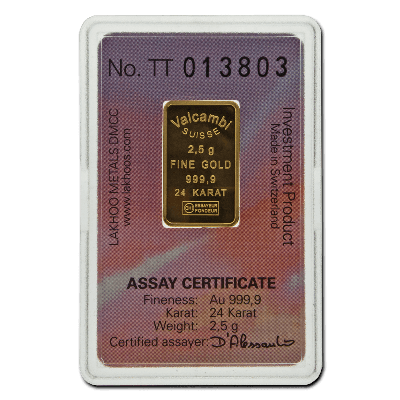 No. TT 013803
LAKHOO METALS DMCC
www.lakhoos.com
Valcambi
SUISSE
2,5 g
FINE GOLD
999,9
24 KARAT
CHI ESSAYEUR
FONDEUR
Investment Product
Made in Switzerland
ASSAY CERTIFICATE
Fineness: Au 999,9
Karat: 24 Karat
Weight: 2,5 g
Certified assayer: D'Alessandro